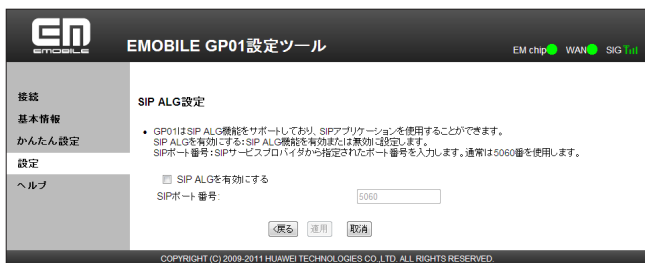 EM
EMOBILE
EMOBILE GP01設定ツール
EM chip WAN SIG
接続
基本情報
かんたん設定
設定
ヘルプ
SIP ALG設定
• GP01はSIP ALG機能をサポートしており、SIPアプリケーションを使用することができます。
SIP ALGを有効にする:SIP ALG機能を有効または無効に設定します。
SIPポート番号:SIPサービスプロバイダから指定されたポート番号を入力します。通常は5060番を使用します。
SIP ALGを有効にする
SIPポート番号: 5060
<戻る 適用 取消
COPYRIGHT (C) 2009-2011 HUAWEI TECHNOLOGIES CO.,LTD. ALL RIGHTS RESERVED.